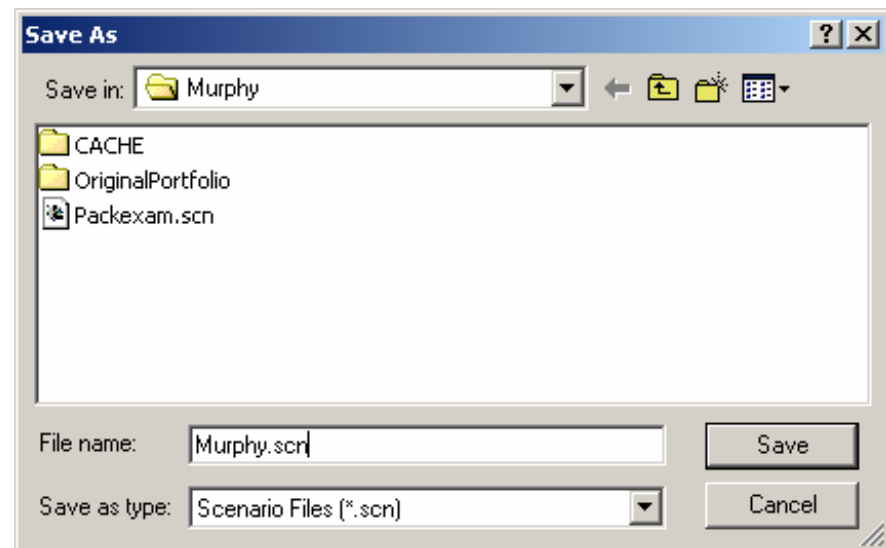 Save As
Save in: Murphy
CACHE
OriginalPortfolio
Packexam.scn
File name: Murphy.scn Save
Save as type: Scenario Files (*.scn) Cancel